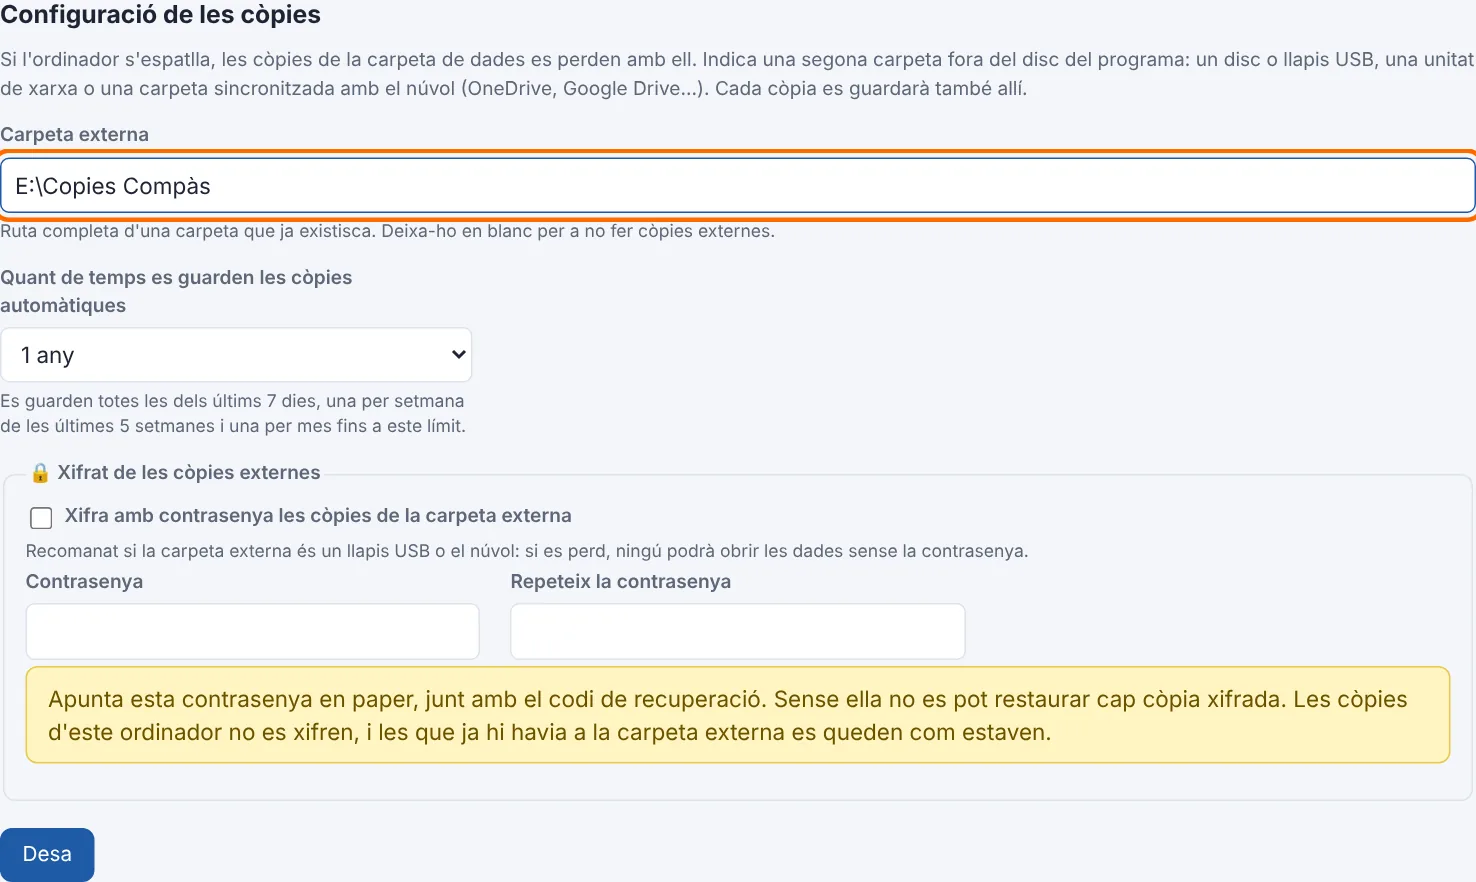 Configuració de les còpies
Si l'ordinador s'espatlla, les còpies de la carpeta de dades es perden amb ell. Indica una segona carpeta fora del disc del programa: un disc o llapis USB, una unitat
de xarxa o una carpeta sincronitzada amb el núvol (OneDrive, Google Drive...). Cada còpia es guardarà també allí.
Carpeta externa
E:\Copies Compàs
Ruta completa d'una carpeta que ja existisca. Deixa-ho en blanc per a no fer còpies externes.
Quant de temps es guarden les còpies
automàtiques
1 any
Es guarden totes les dels últims 7 dies, una per setmana
de les últimes 5 setmanes i una per mes fins a este límit.
🔒 Xifrat de les còpies externes
Xifra amb contrasenya les còpies de la carpeta externa
Recomanat si la carpeta externa és un llapis USB o el núvol: si es perd, ningú podrà obrir les dades sense la contrasenya.
Contrasenya
Repeteix la contrasenya
Apunta esta contrasenya en paper, junt amb el codi de recuperació. Sense ella no es pot restaurar cap còpia xifrada. Les còpies
d'este ordinador no es xifren, i les que ja hi havia a la carpeta externa es queden com estaven.
Desa